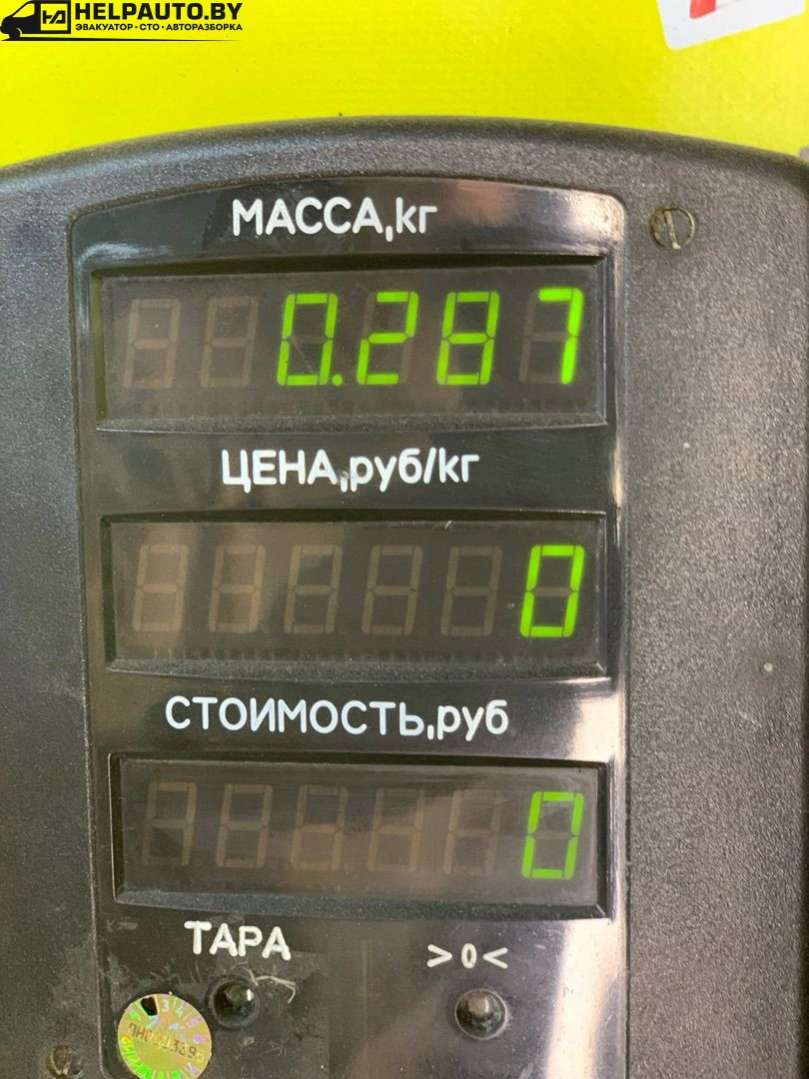 HELPAUTO.BY
ЭВАКУАТОР • СТО • АВТОРАЗБОРКА
МАССА,кг
0.287
ЦЕНА,руб/кг
0
СТОИМОСТЬ,руб
0
ТАРА >0<